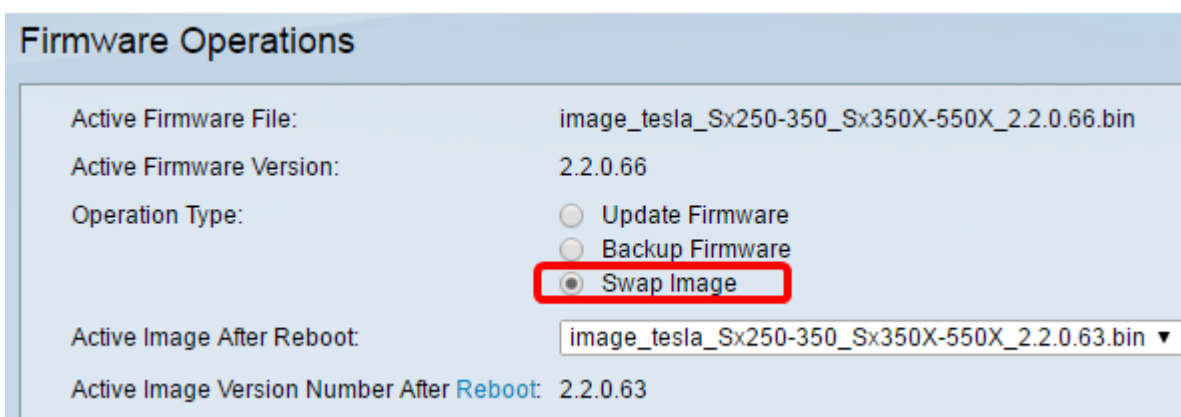 Firmware Operations
Active Firmware File: image_tesla_Sx250-350_Sx350X-550X_2.2.0.66.bin
Active Firmware Version: 2.2.0.66
Operation Type: Update Firmware
Backup Firmware
Swap Image
Active Image After Reboot: image_tesla_Sx250-350_Sx350X-550X_2.2.0.63.bin
Active Image Version Number After Reboot: 2.2.0.63